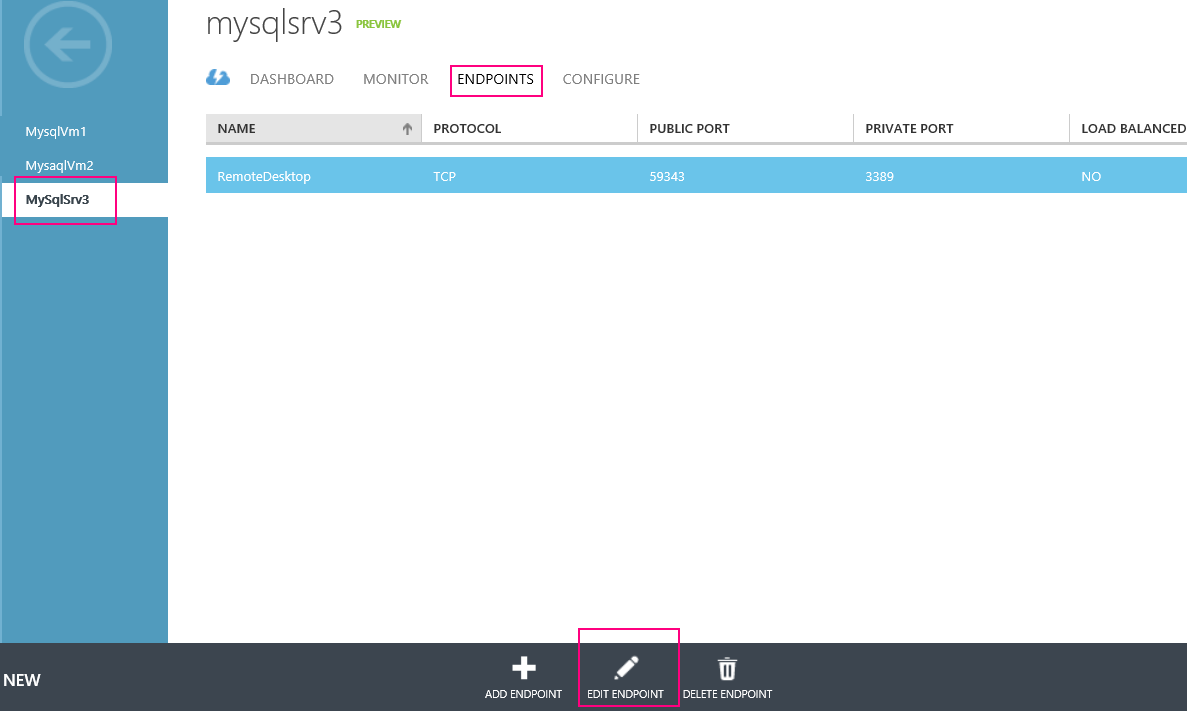 mysqlsrv3 PREVIEW
DASHBOARD MONITOR ENDPOINTS CONFIGURE
MysqlVm1
MysaqlVm2
MySqlSrv3
NAME PROTOCOL PUBLIC PORT PRIVATE PORT LOAD BALANCED
RemoteDesktop TCP 59343 3389 NO
NEW
ADD ENDPOINT EDIT ENDPOINT DELETE ENDPOINT